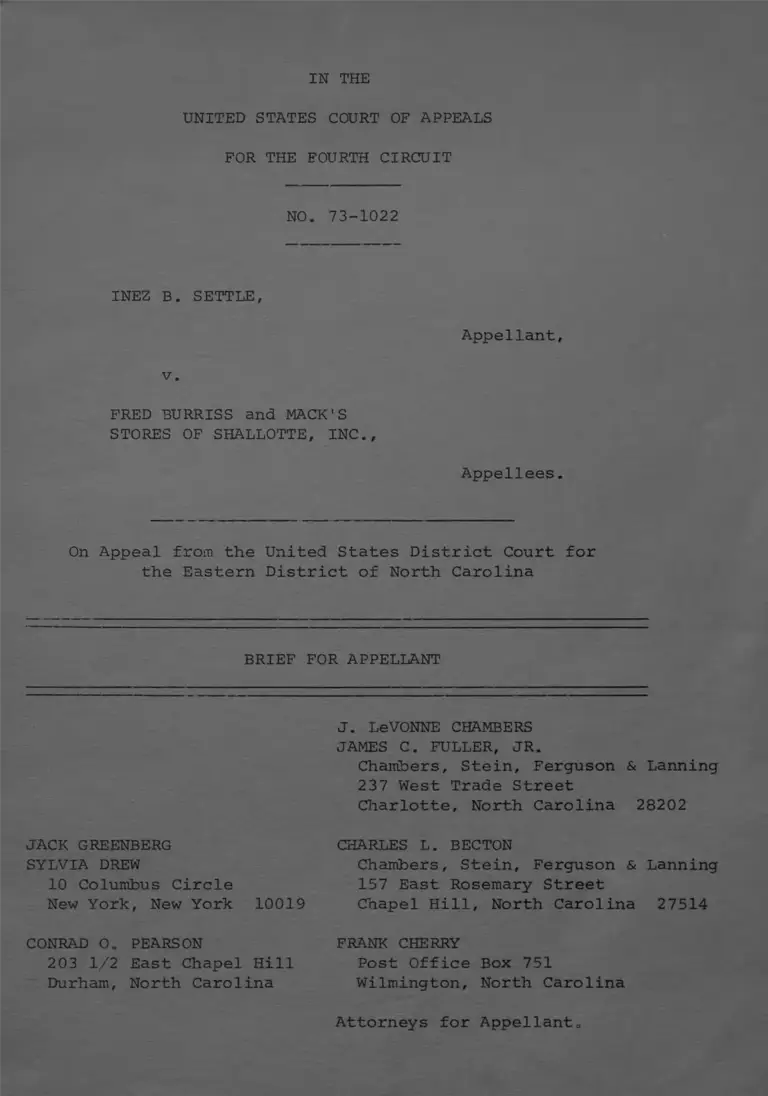 IN THE
UNITED STATES COURT OF APPEALS
FOR THE FOURTH CIRCUIT
NO. 73-1022
INEZ B. SETTLE,
Appellant,
v.
FRED BURRISS and MACK'S
STORES OF SHALLOTTE, INC.,
Appellees.
On Appeal from the United States District Court for
the Eastern District of North Carolina
BRIEF FOR APPELLANT
J. LeVONNE CHAMBERS
JAMES C. FULLER, JR.
Chambers, Stein, Ferguson & Lanning
237 West Trade Street
Charlotte, North Carolina 28202
JACK GREENBERG
SYLVIA DREW
10 Columbus Circle
New York, New York 10019
CHARLES L. BECTON
Chambers, Stein, Ferguson & Lanning
157 East Rosemary Street
Chapel Hill, North Carolina 27514
CONRAD O. PEARSON
203 1/2 East Chapel Hill
Durham, North Carolina
FRANK CHERRY
Post Office Box 751
Wilmington, North Carolina
Attorneys for Appellant.